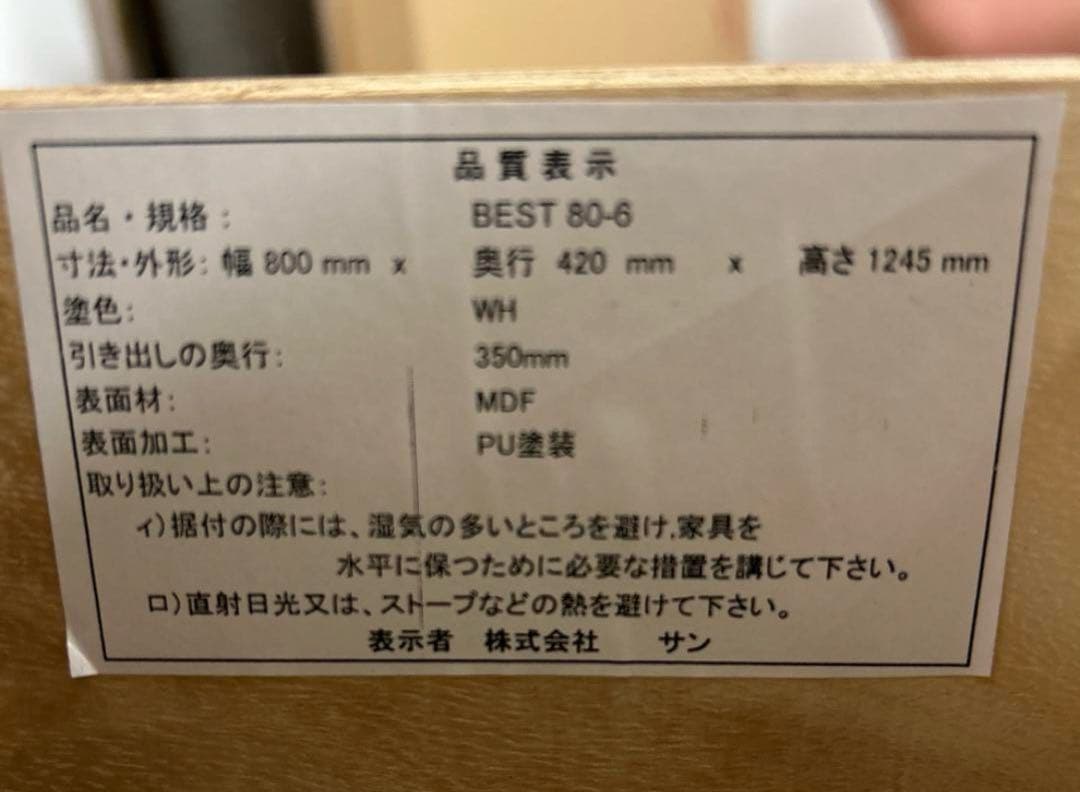 品質表示
品名・規格： BEST 80-6
寸法・外形：幅 800 mm x 奥行 420 mm x 高さ 1245 mm
塗色： WH
引き出しの奥行： 350mm
表面材： MDF
表面加工： PU塗装
取り扱い上の注意：
ィ）据付の際には、湿気の多いところを避け,家具を
水平に保つために必要な措置を講じて下さい。
ロ）直射日光又は、ストーブなどの熱を避けて下さい。
表示者 株式会社 サン